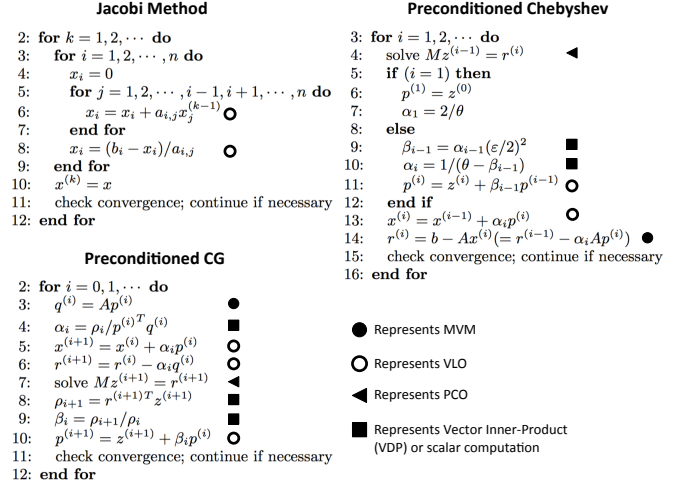 Jacobi Method
2: for k = 1, 2, ⋯ do
3: for i = 1, 2, ⋯ , n do
4: x_i = 0
5: for j = 1, 2, ⋯ , i − 1, i + 1, ⋯ , n do
6: x_i = x_i + a_{i,j}x_j^{(k−1)}
7: end for
8: x_i = (b_i − x_i)/a_{i,j}
9: end for
10: x^{(k)} = x
11: check convergence; continue if necessary
12: end for
Preconditioned CG
2: for i = 0, 1, ⋯ do
3: q^{(i)} = Ap^{(i)}
4: α_i = ρ_i/p^{(i)^T} q^{(i)}
5: x^{(i+1)} = x^{(i)} + α_i p^{(i)}
6: r^{(i+1)} = r^{(i)} − α_i q^{(i)}
7: solve Mz^{(i+1)} = r^{(i+1)}
8: ρ_{i+1} = r^{(i+1)^T} z^{(i+1)}
9: β_i = ρ_{i+1}/ρ_i
10: p^{(i+1)} = z^{(i+1)} + β_i p^{(i)}
11: check convergence; continue if necessary
12: end for
Preconditioned Chebyshev
3: for i = 1, 2, ⋯ do
4: solve Mz^{(i−1)} = r^{(i)}
5: if (i = 1) then
6: p^{(1)} = z^{(0)}
7: α_1 = 2/θ
8: else
9: β_{i−1} = α_{i−1}(ε/2)^2
10: α_i = 1/(θ − β_{i−1})
11: p^{(i)} = z^{(i)} + β_{i−1}p^{(i−1)}
12: end if
13: x^{(i)} = x^{(i−1)} + α_i p^{(i)}
14: r^{(i)} = b − Ax^{(i)}(= r^{(i−1)} − α_i Ap^{(i)})
15: check convergence; continue if necessary
16: end for
Represents MVM
Represents VLO
Represents PCO
Represents Vector Inner-Product
(VDP) or scalar computation